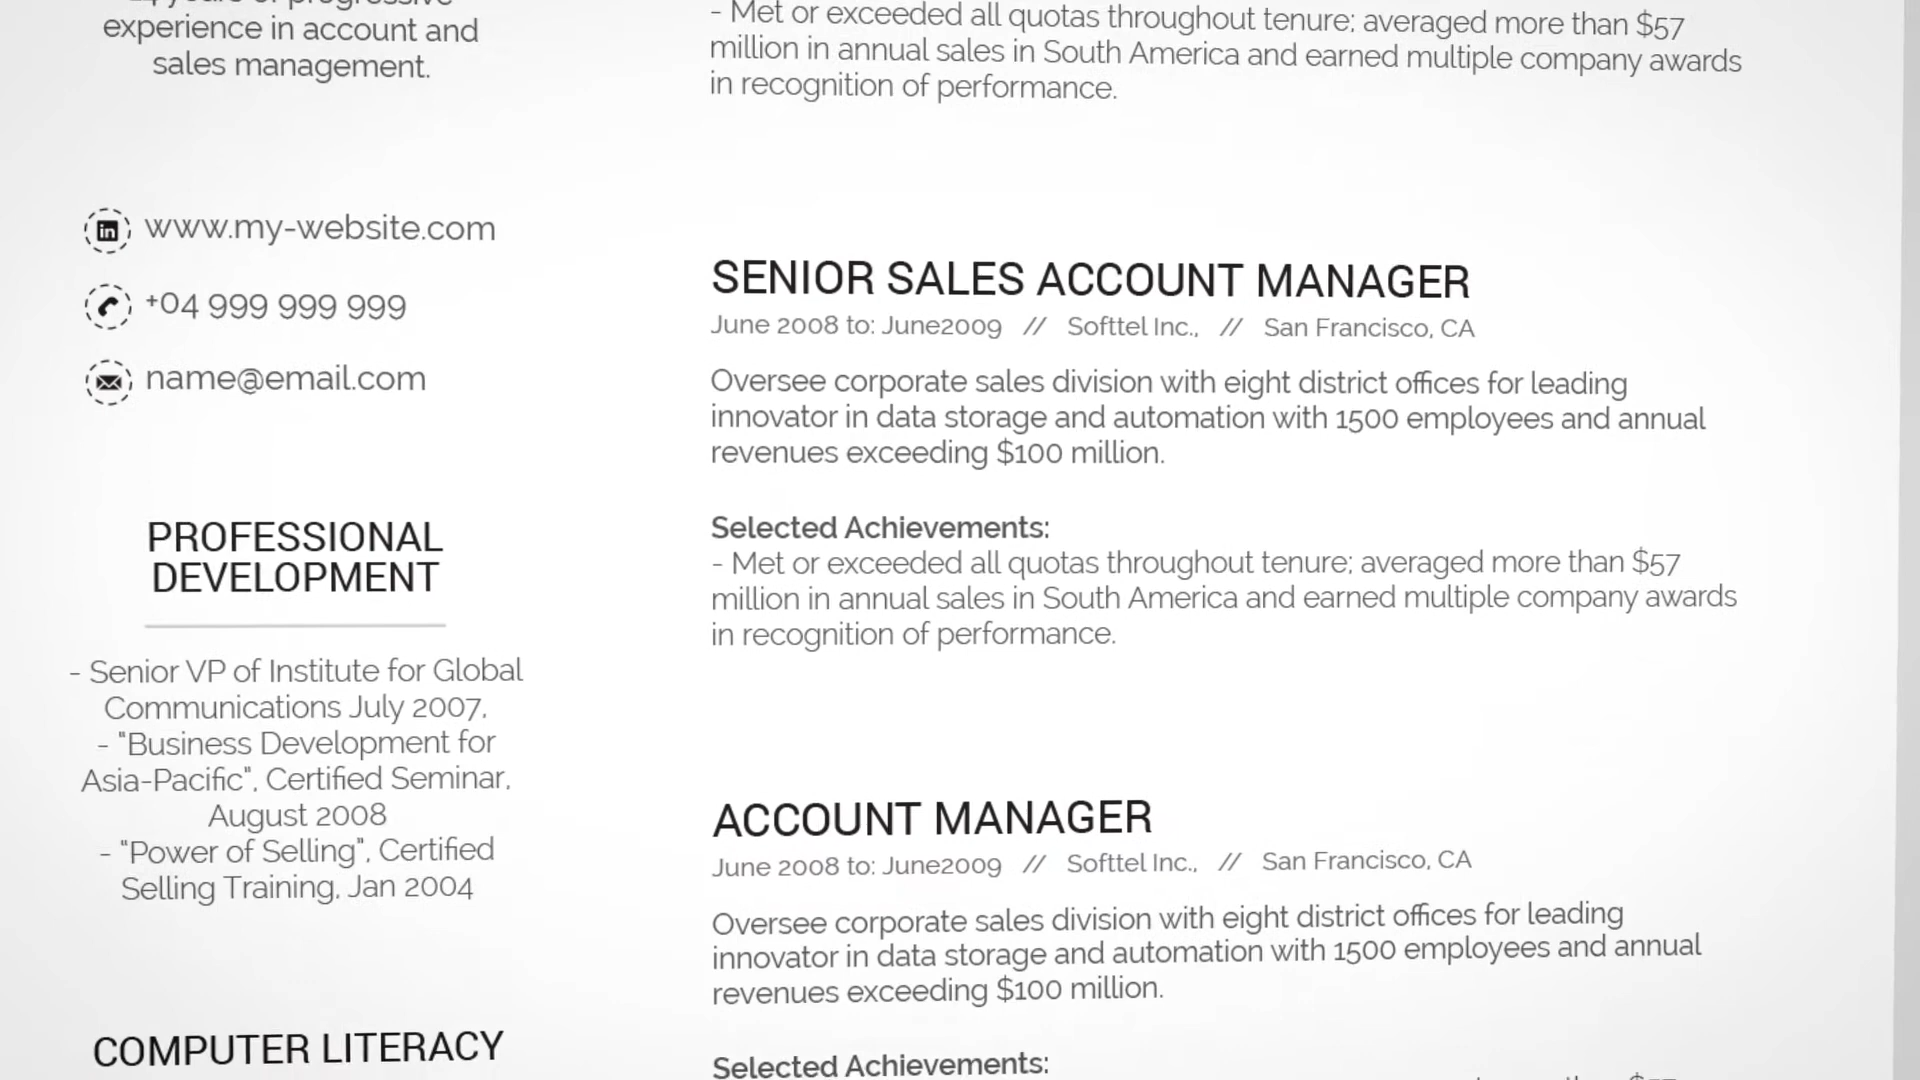 experience in account and
sales management.
www.my-website.com
+04 999 999 999
name@email.com
PROFESSIONAL
DEVELOPMENT
- Senior VP of Institute for Global
Communications July 2007,
- "Business Development for
Asia-Pacific", Certified Seminar,
August 2008
- "Power of Selling", Certified
Selling Training, Jan 2004
COMPUTER LITERACY
- Met or exceeded all quotas throughout tenure; averaged more than $57
million in annual sales in South America and earned multiple company awards
in recognition of performance.
SENIOR SALES ACCOUNT MANAGER
June 2008 to: June2009 // Softtel Inc., // San Francisco, CA
Oversee corporate sales division with eight district offices for leading
innovator in data storage and automation with 1500 employees and annual
revenues exceeding $100 million.
Selected Achievements:
- Met or exceeded all quotas throughout tenure; averaged more than $57
million in annual sales in South America and earned multiple company awards
in recognition of performance.
ACCOUNT MANAGER
June 2008 to: June2009 // Softtel Inc., // San Francisco, CA
Oversee corporate sales division with eight district offices for leading
innovator in data storage and automation with 1500 employees and annual
revenues exceeding $100 million.
Selected Achievements: